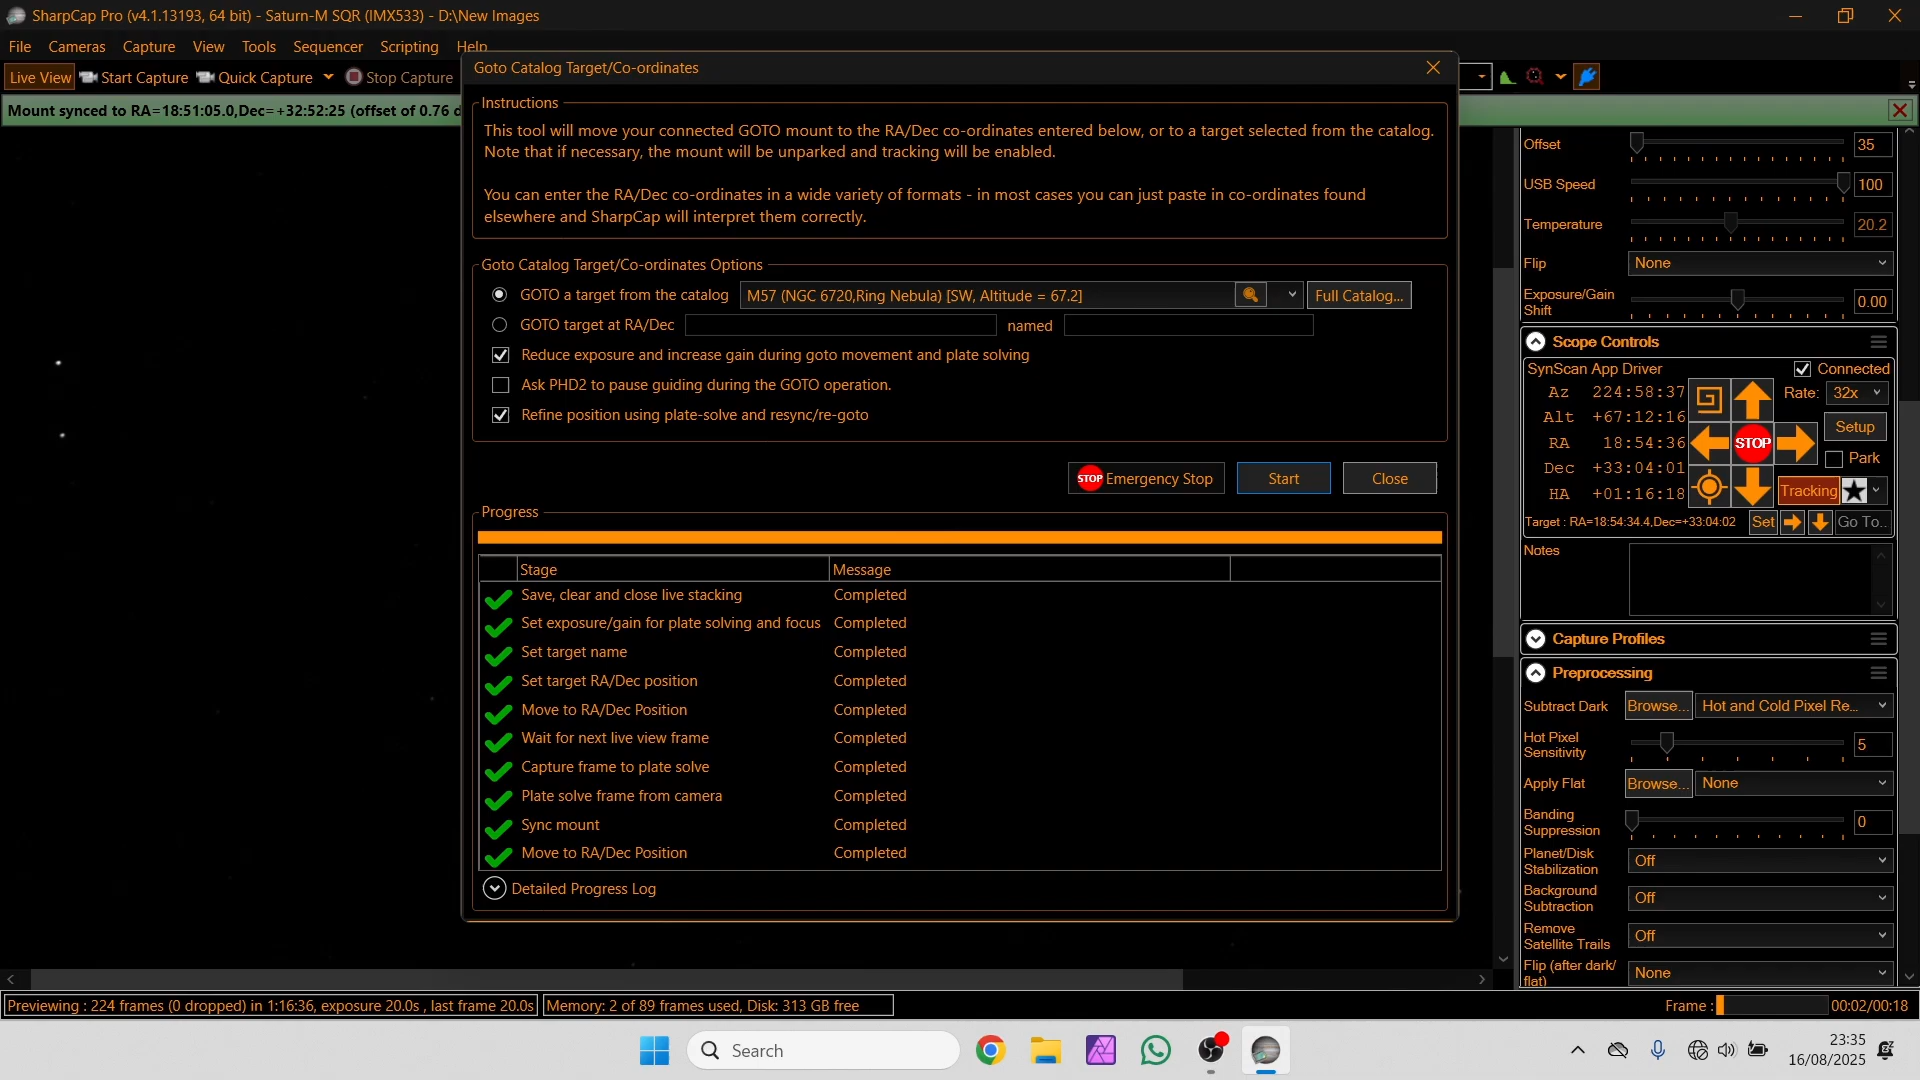 SharpCap Pro (v4.1.13193, 64 bit) - Saturn-M SQR (IMX533) - D:\New Images
File Cameras Capture View Tools Sequencer Scripting Help
Live View Start Capture Quick Capture Stop Capture
Mount synced to RA=18:51:05.0,Dec=+32:52:25 (offset of 0.76 d
Goto Catalog Target/Co-ordinates
Instructions
This tool will move your connected GOTO mount to the RA/Dec co-ordinates entered below, or to a target selected from the catalog.
Note that if necessary, the mount will be unparked and tracking will be enabled.
You can enter the RA/Dec co-ordinates in a wide variety of formats - in most cases you can just paste in co-ordinates found
elsewhere and SharpCap will interpret them correctly.
Goto Catalog Target/Co-ordinates Options
GOTO a target from the catalog M57 (NGC 6720,Ring Nebula) [SW, Altitude = 67.2] Full Catalog...
GOTO target at RA/Dec named
Reduce exposure and increase gain during goto movement and plate solving
Ask PHD2 to pause guiding during the GOTO operation.
Refine position using plate-solve and resync/re-goto
STOP Emergency Stop Start Close
Progress
Stage Message
Save, clear and close live stacking Completed
Set exposure/gain for plate solving and focus Completed
Set target name Completed
Set target RA/Dec position Completed
Move to RA/Dec Position Completed
Wait for next live view frame Completed
Capture frame to plate solve Completed
Plate solve frame from camera Completed
Sync mount Completed
Move to RA/Dec Position Completed
Detailed Progress Log
Offset 35
USB Speed 100
Temperature 20.2
Flip None
Exposure/Gain
Shift 0.00
Scope Controls
SynScan App Driver Connected
Az 224:58:37 Rate: 32x
Alt +67:12:16
RA 18:54:36 STOP Setup
Dec +33:04:01 Park
HA +01:16:18 Tracking
Target : RA=18:54:34.4,Dec=+33:04:02 Set Go To..
Notes
Capture Profiles
Preprocessing
Subtract Dark Browse... Hot and Cold Pixel Re...
Hot Pixel
Sensitivity 5
Apply Flat Browse... None
Banding
Suppression 0
Planet/Disk
Stabilization Off
Background
Subtraction Off
Remove
Satellite Trails Off
Flip (after dark/
flat) None
Previewing : 224 frames (0 dropped) in 1:16:36, exposure 20.0s , last frame 20.0s Memory: 2 of 89 frames used, Disk: 313 GB free Frame : 00:02/00:18
Search
23:35
16/08/2025